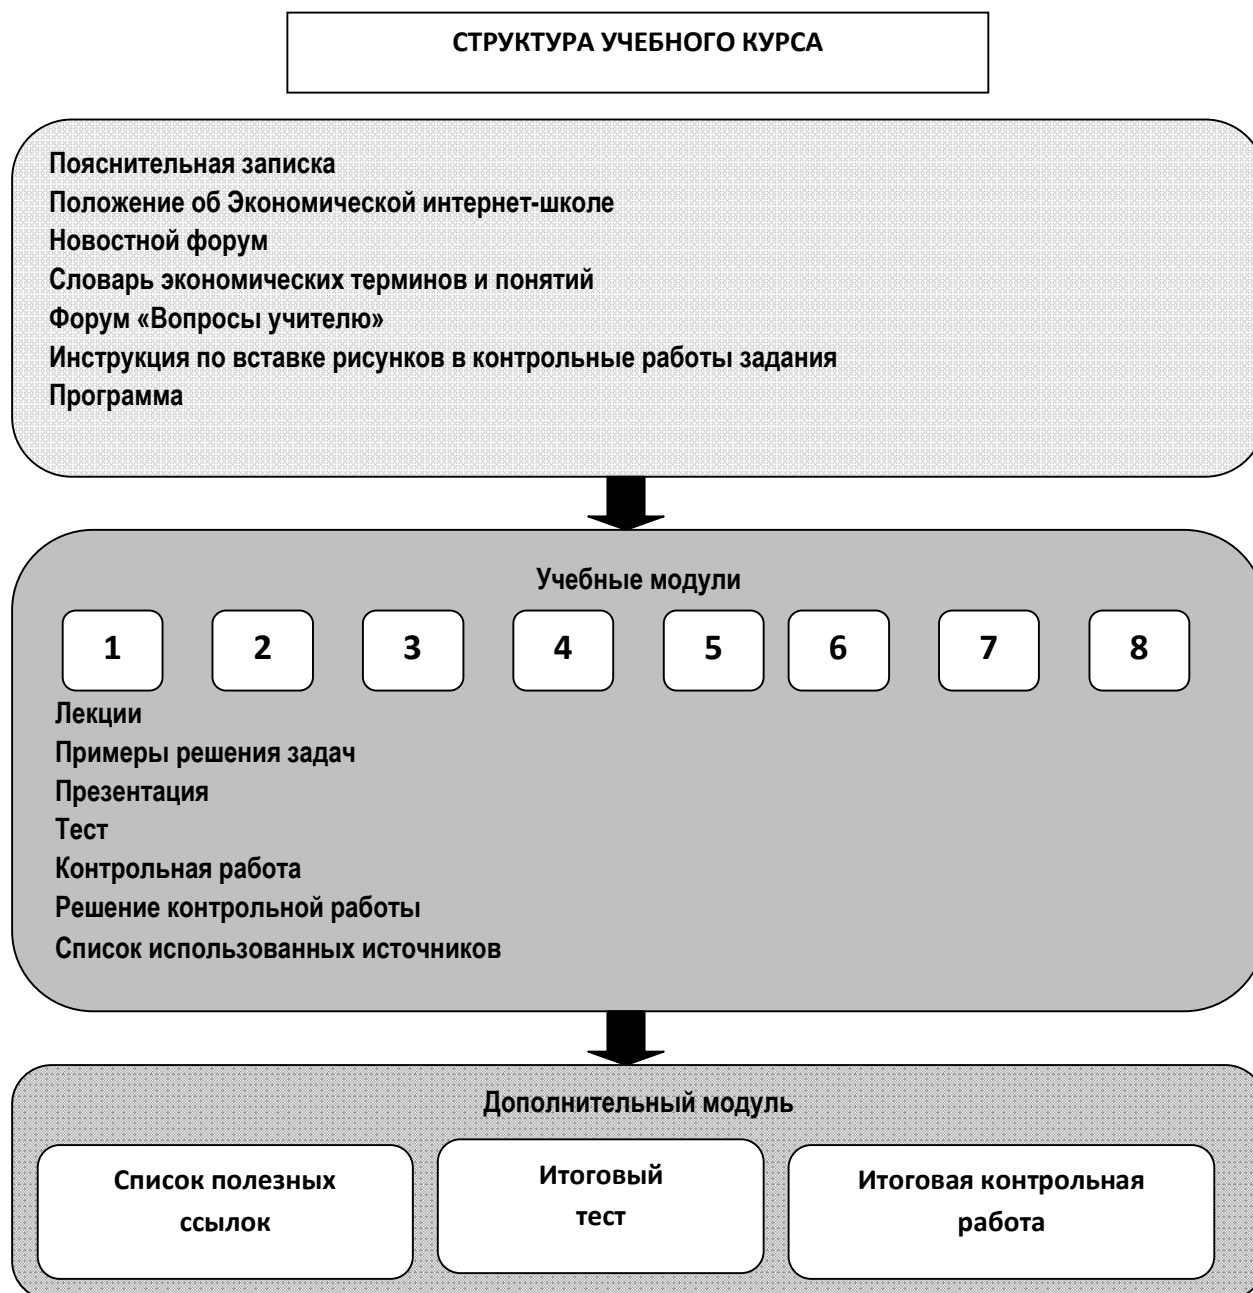 СТРУКТУРА УЧЕБНОГО КУРСА
Пояснительная записка
Положение об Экономической интернет-школе
Новостной форум
Словарь экономических терминов и понятий
Форум «Вопросы учителю»
Инструкция по вставке рисунков в контрольные работы задания
Программа
Учебные модули
1 2 3 4 5 6 7 8
Лекции
Примеры решения задач
Презентация
Тест
Контрольная работа
Решение контрольной работы
Список использованных источников
Дополнительный модуль
Список полезных
ссылок
Итоговый
тест
Итоговая контрольная
работа